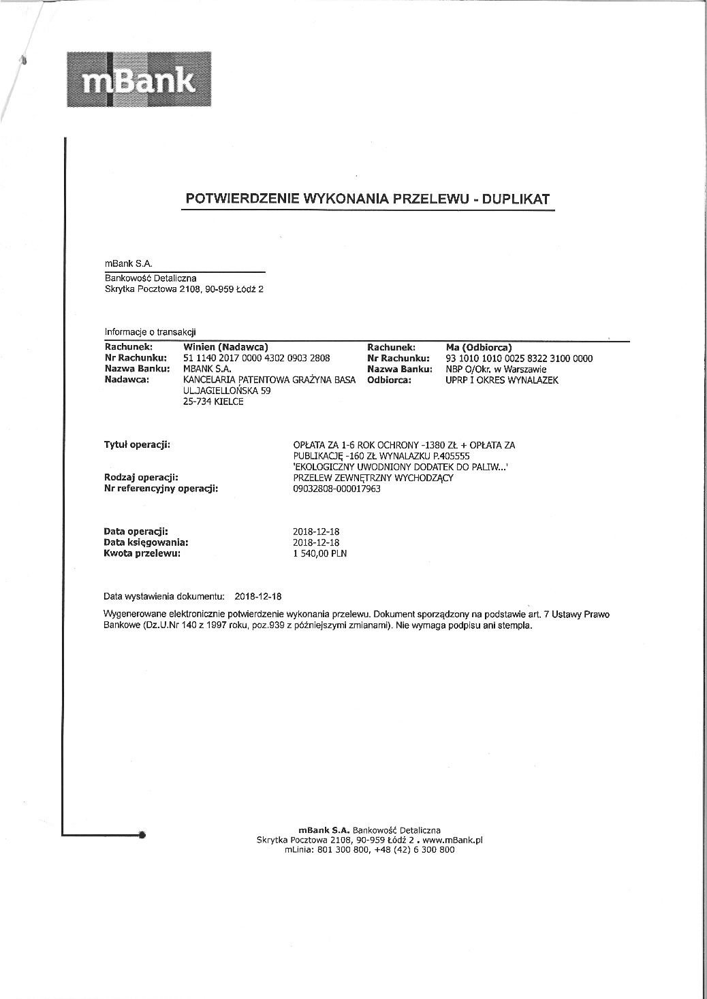 mBank
POTWIERDZENIE WYKONANIA PRZELEWU - DUPLIKAT
mBank S.A.
Bankowość Detaliczna
Skrytka Pocztowa 2108, 90-959 Łódź 2
Informacje o transakcji
Rachunek: Winien (Nadawca) Rachunek: Ma (Odbiorca)
Nr Rachunku: 51 1140 2017 0000 4302 0903 2808 Nr Rachunku: 93 1010 1010 0025 8322 3100 0000
Nazwa Banku: MBANK S.A. Nazwa Banku: NBP O/Okr. w Warszawie
Nadawca: KANCELARIA PATENTOWA GRAŻYNA BASA Odbiorca: UPRP I OKRES WYNALAZEK
UL.JAGIELLOŃSKA 59
25-734 KIELCE
Tytuł operacji: OPŁATA ZA 1-6 ROK OCHRONY -1380 ZŁ + OPŁATA ZA
PUBLIKACJĘ -160 ZŁ WYNALAZKU P.405555
'EKOLOGICZNY UWODNIONY DODATEK DO PALIW...'
Rodzaj operacji: PRZELEW ZEWNĘTRZNY WYCHODZĄCY
Nr referencyjny operacji: 09032808-000017963
Data operacji: 2018-12-18
Data księgowania: 2018-12-18
Kwota przelewu: 1 540,00 PLN
Data wystawienia dokumentu: 2018-12-18
Wygenerowane elektronicznie potwierdzenie wykonania przelewu. Dokument sporządzony na podstawie art. 7 Ustawy Prawo
Bankowe (Dz.U.Nr 140 z 1997 roku, poz.939 z późniejszymi zmianami). Nie wymaga podpisu ani stempla.
mBank S.A. Bankowość Detaliczna
Skrytka Pocztowa 2108, 90-959 Łódź 2 . www.mBank.pl
mLinia: 801 300 800, +48 (42) 6 300 800